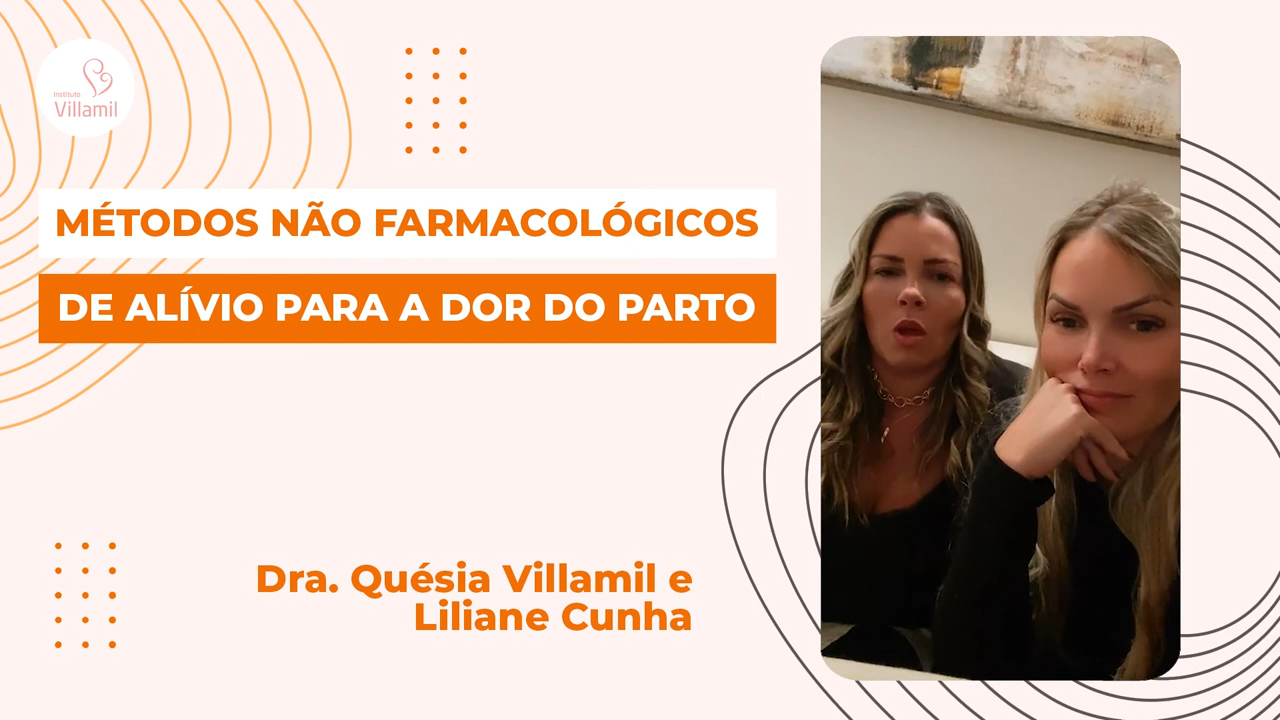 Instituto
Villamil
MÉTODOS NÃO FARMACOLÓGICOS
DE ALÍVIO PARA A DOR DO PARTO
Dra. Quésia Villamil e
Liliane Cunha